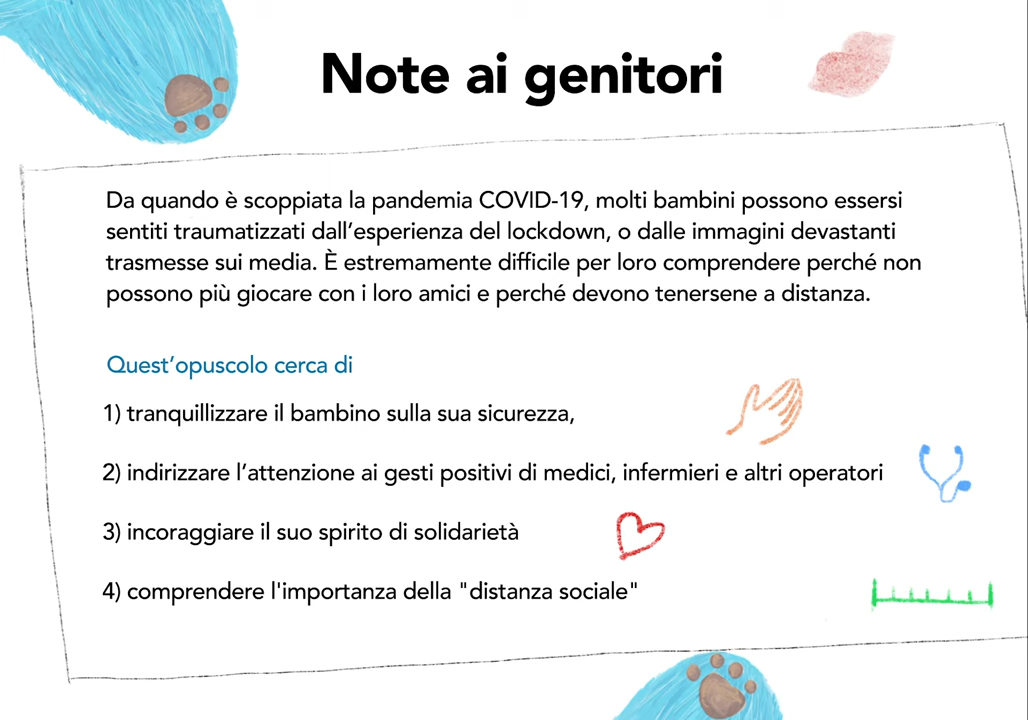 Note ai genitori
Da quando è scoppiata la pandemia COVID-19, molti bambini possono essersi
sentiti traumatizzati dall’esperienza del lockdown, o dalle immagini devastanti
trasmesse sui media. È estremamente difficile per loro comprendere perché non
possono più giocare con i loro amici e perché devono tenersene a distanza.
Quest’opuscolo cerca di
1) tranquillizzare il bambino sulla sua sicurezza,
2) indirizzare l’attenzione ai gesti positivi di medici, infermieri e altri operatori
3) incoraggiare il suo spirito di solidarietà
4) comprendere l'importanza della "distanza sociale"